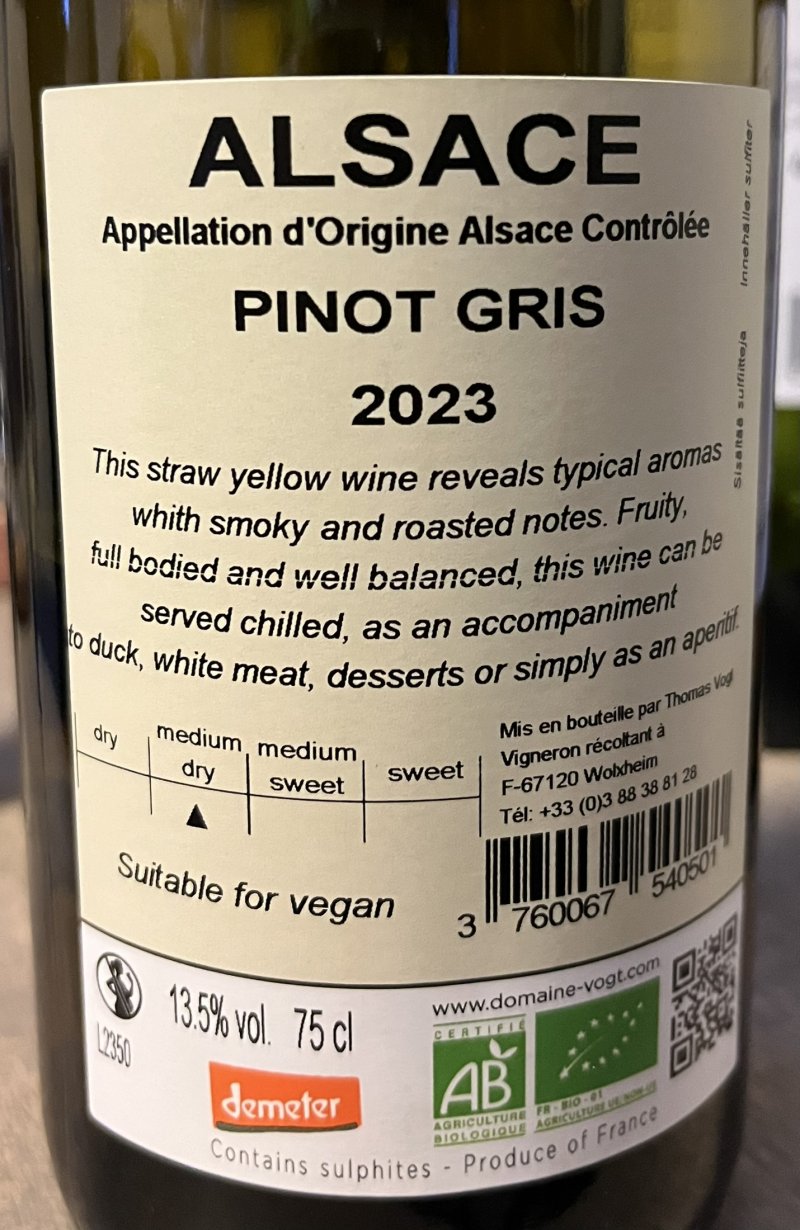 ALSACE
Appellation d'Origine Alsace Contrôlée
PINOT GRIS
2023
This straw yellow wine reveals typical aromas
whith smoky and roasted notes. Fruity,
full bodied and well balanced, this wine can be
served chilled, as an accompaniment
to duck, white meat, desserts or simply as an aperitif.
Innehåller sulfiter
Sisältää sulfiitteja
dry
medium dry
medium sweet
sweet
Mis en bouteille par Thomas Vogt
Vigneron récoltant à
F-67120 Wolxheim
Tél: +33 (0)3 88 38 81 28
Suitable for vegan
3 760067 540501
L2350
13.5% vol. 75 cl
demeter
www.domaine-vogt.com
CERTIFIÉ
AB
AGRICULTURE
BIOLOGIQUE
FR-BIO-01
AGRICULTURE UE/NON-UE
Contains sulphites - Produce of France